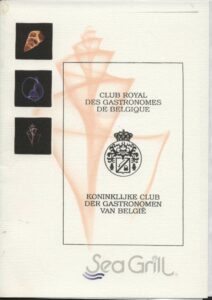 CLUB ROYAL
DES GASTRONOMES
DE BELGIQUE
KONINKLIJKE CLUB
DER GASTRONOMEN
VAN BELGIË
Sea Grill